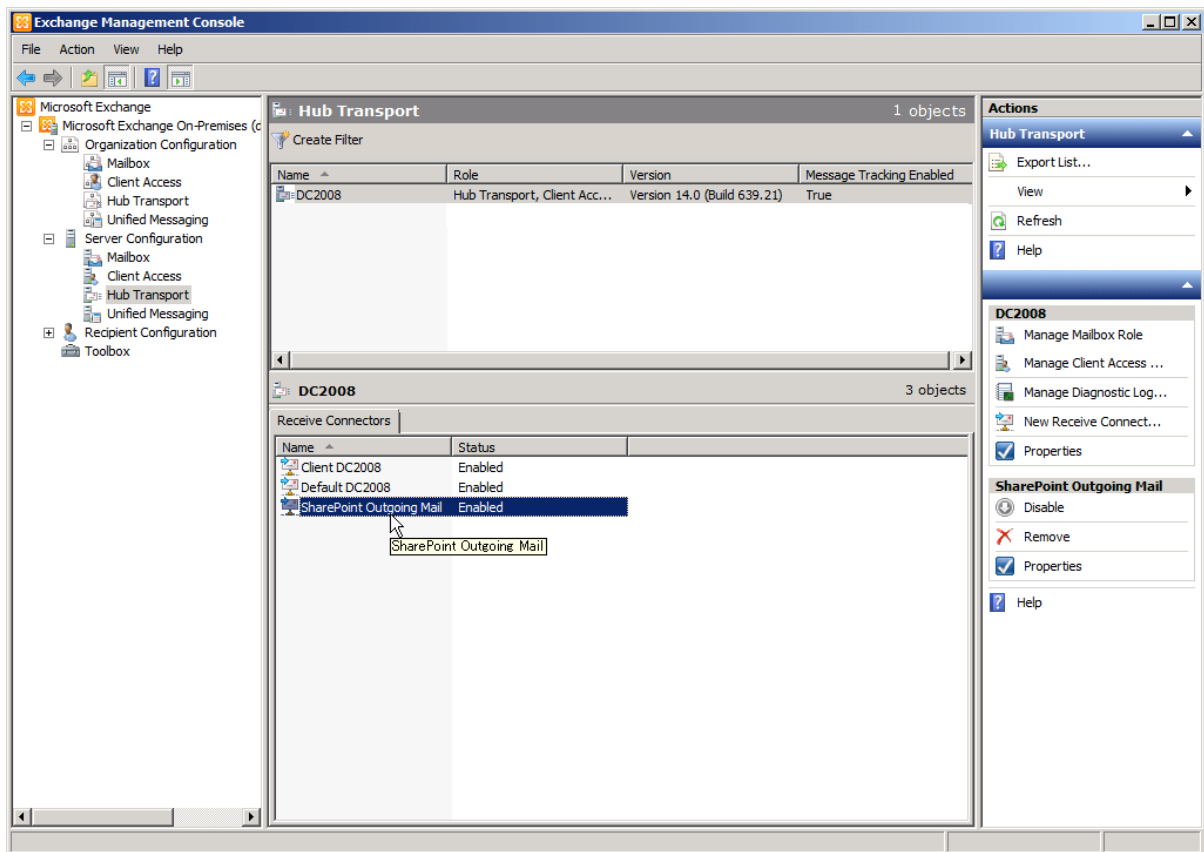 Exchange Management Console
File Action View Help
Microsoft Exchange
Microsoft Exchange On-Premises (c
Organization Configuration
Mailbox
Client Access
Hub Transport
Unified Messaging
Server Configuration
Mailbox
Client Access
Hub Transport
Unified Messaging
Recipient Configuration
Toolbox
Hub Transport 1 objects
Create Filter
Name Role Version Message Tracking Enabled
DC2008 Hub Transport, Client Acc... Version 14.0 (Build 639.21) True
DC2008 3 objects
Receive Connectors
Name Status
Client DC2008 Enabled
Default DC2008 Enabled
SharePoint Outgoing Mail Enabled
SharePoint Outgoing Mail
Actions
Hub Transport
Export List...
View
Refresh
Help
DC2008
Manage Mailbox Role
Manage Client Access ...
Manage Diagnostic Log...
New Receive Connect...
Properties
SharePoint Outgoing Mail
Disable
Remove
Properties
Help